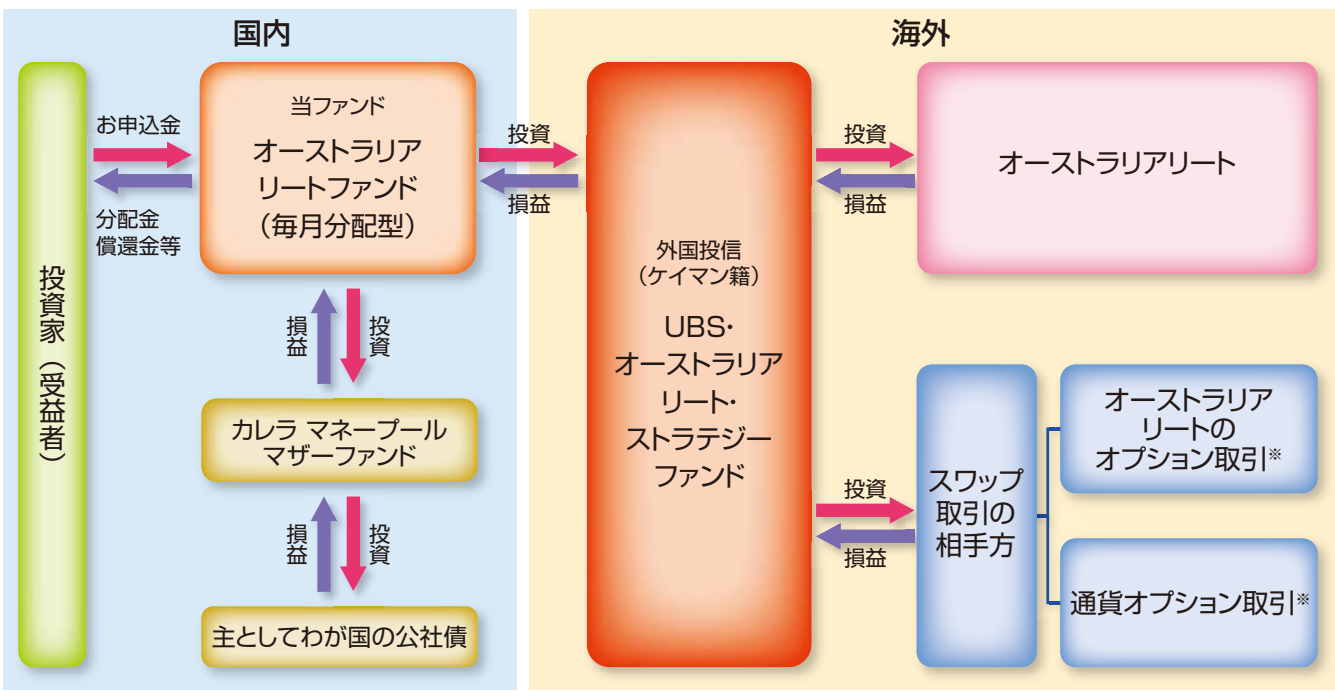 国内
海外
投資家(受益者)
お申込金
分配金
償還金等
当ファンド
オーストラリア
リートファンド
(毎月分配型)
投資
損益
損益
投資
カレラ マネープール
マザーファンド
損益
投資
主としてわが国の公社債
外国投信
(ケイマン籍)
UBS・
オーストラリア
リート・
ストラテジー
ファンド
投資
損益
オーストラリアリート
投資
損益
スワップ
取引の
相手方
オーストラリア
リートの
オプション取引※
通貨オプション取引※